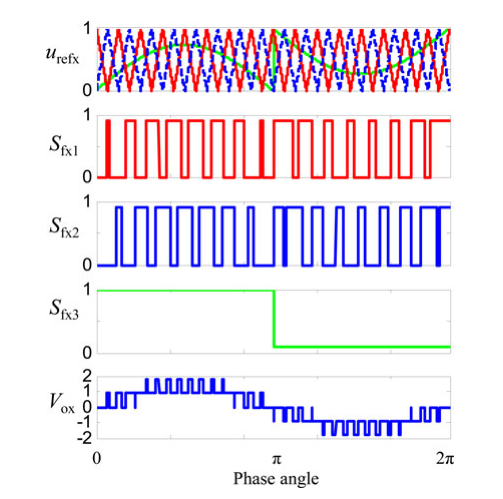 1
u_refx
0
1
S_fx1
0
1
S_fx2
0
1
S_fx3
0
2
1
V_ox 0
-1
-2
0 π 2π
Phase angle